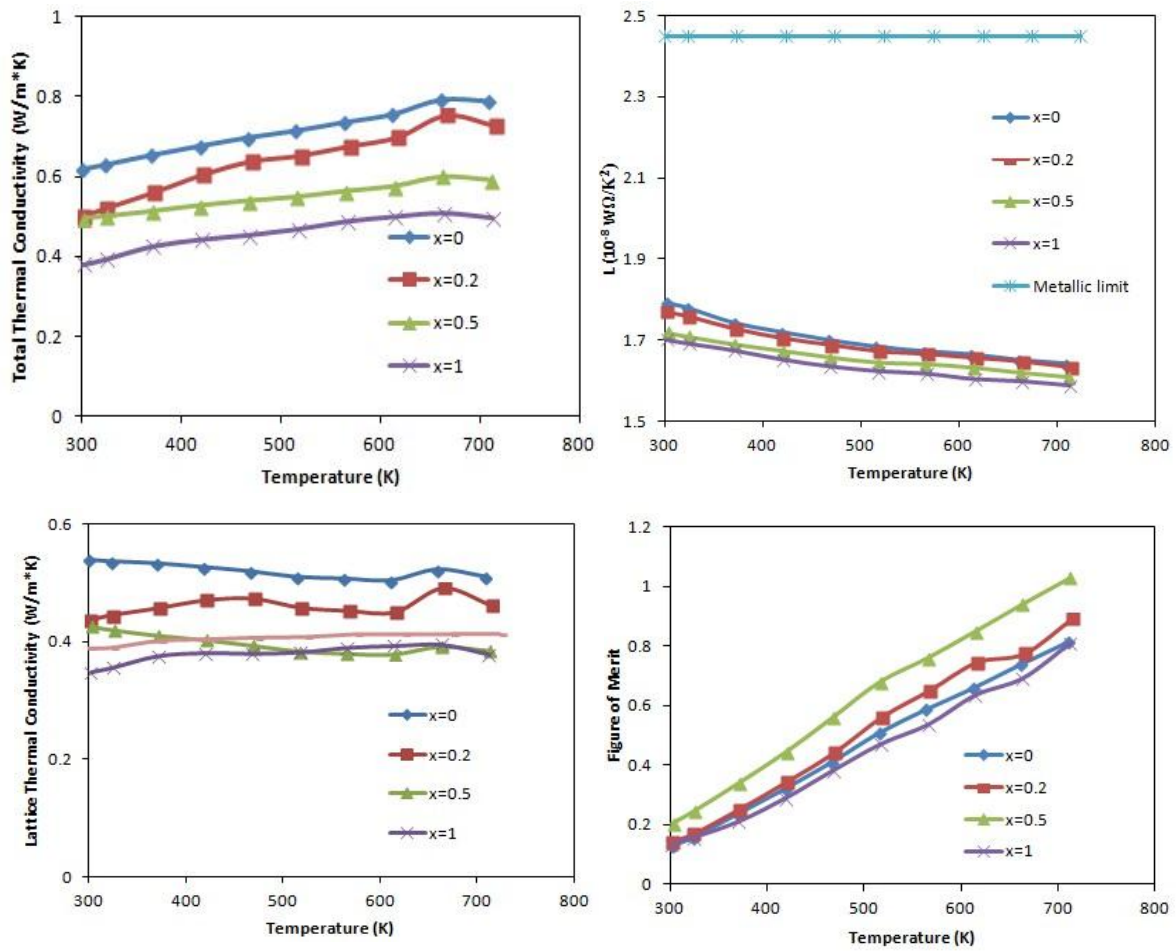 Total Thermal Conductivity (W/m*K)
1
0.8
0.6
0.4
0.2
0
300
400
500
600
700
800
Temperature (K)
x=0
x=0.2
x=0.5
x=1
L (10⁻⁸ WΩ/K²)
2.5
2.3
2.1
1.9
1.7
1.5
300
400
500
600
700
800
Temperature (K)
x=0
x=0.2
x=0.5
x=1
Metallic limit
Lattice Thermal Conductivity (W/m*K)
0.6
0.4
0.2
0
300
400
500
600
700
800
Temperature (K)
x=0
x=0.2
x=0.5
x=1
Figure of Merit
1.2
1
0.8
0.6
0.4
0.2
0
300
400
500
600
700
800
Temperature (K)
x=0
x=0.2
x=0.5
x=1